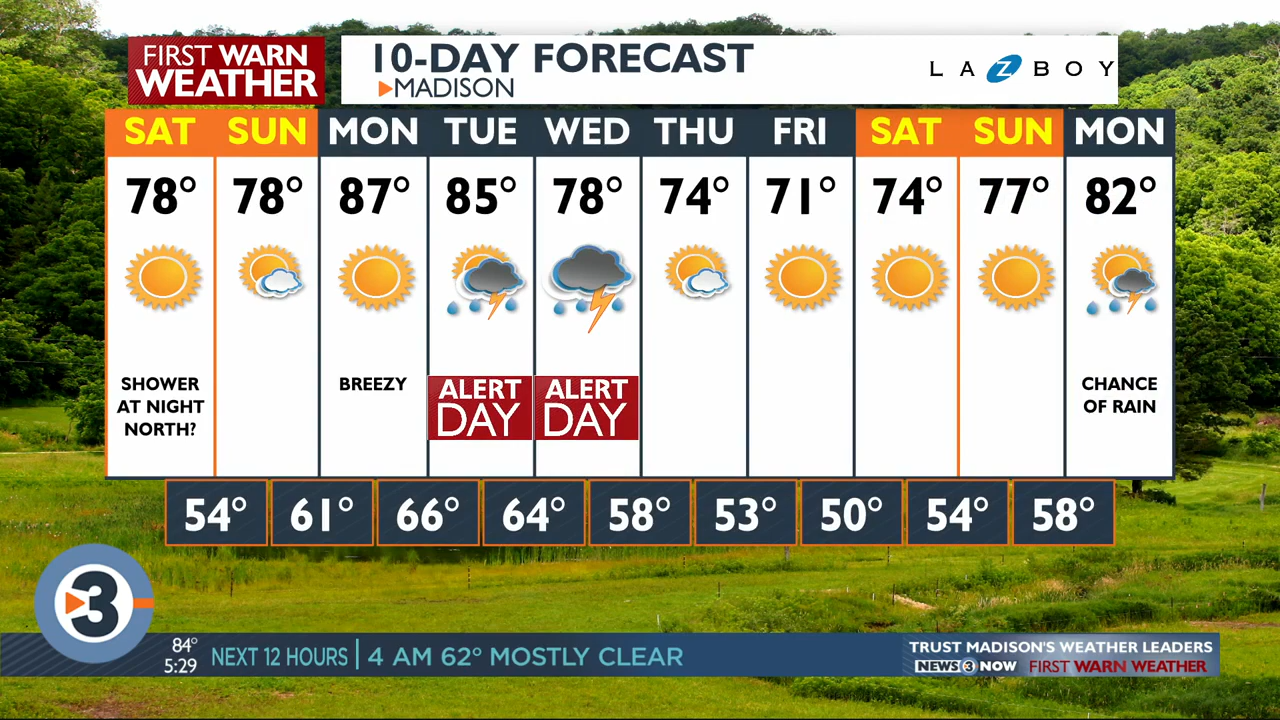 FIRST WARN
WEATHER
10-DAY FORECAST
MADISON
LA Z BOY
SAT SUN MON TUE WED THU FRI SAT SUN MON
78° 78° 87° 85° 78° 74° 71° 74° 77° 82°
SHOWER
AT NIGHT
NORTH?
BREEZY
ALERT
DAY
ALERT
DAY
CHANCE
OF RAIN
54° 61° 66° 64° 58° 53° 50° 54° 58°
3
84°
5:29
NEXT 12 HOURS
4 AM 62° MOSTLY CLEAR
TRUST MADISON'S WEATHER LEADERS
NEWS 3 NOW FIRST WARN WEATHER